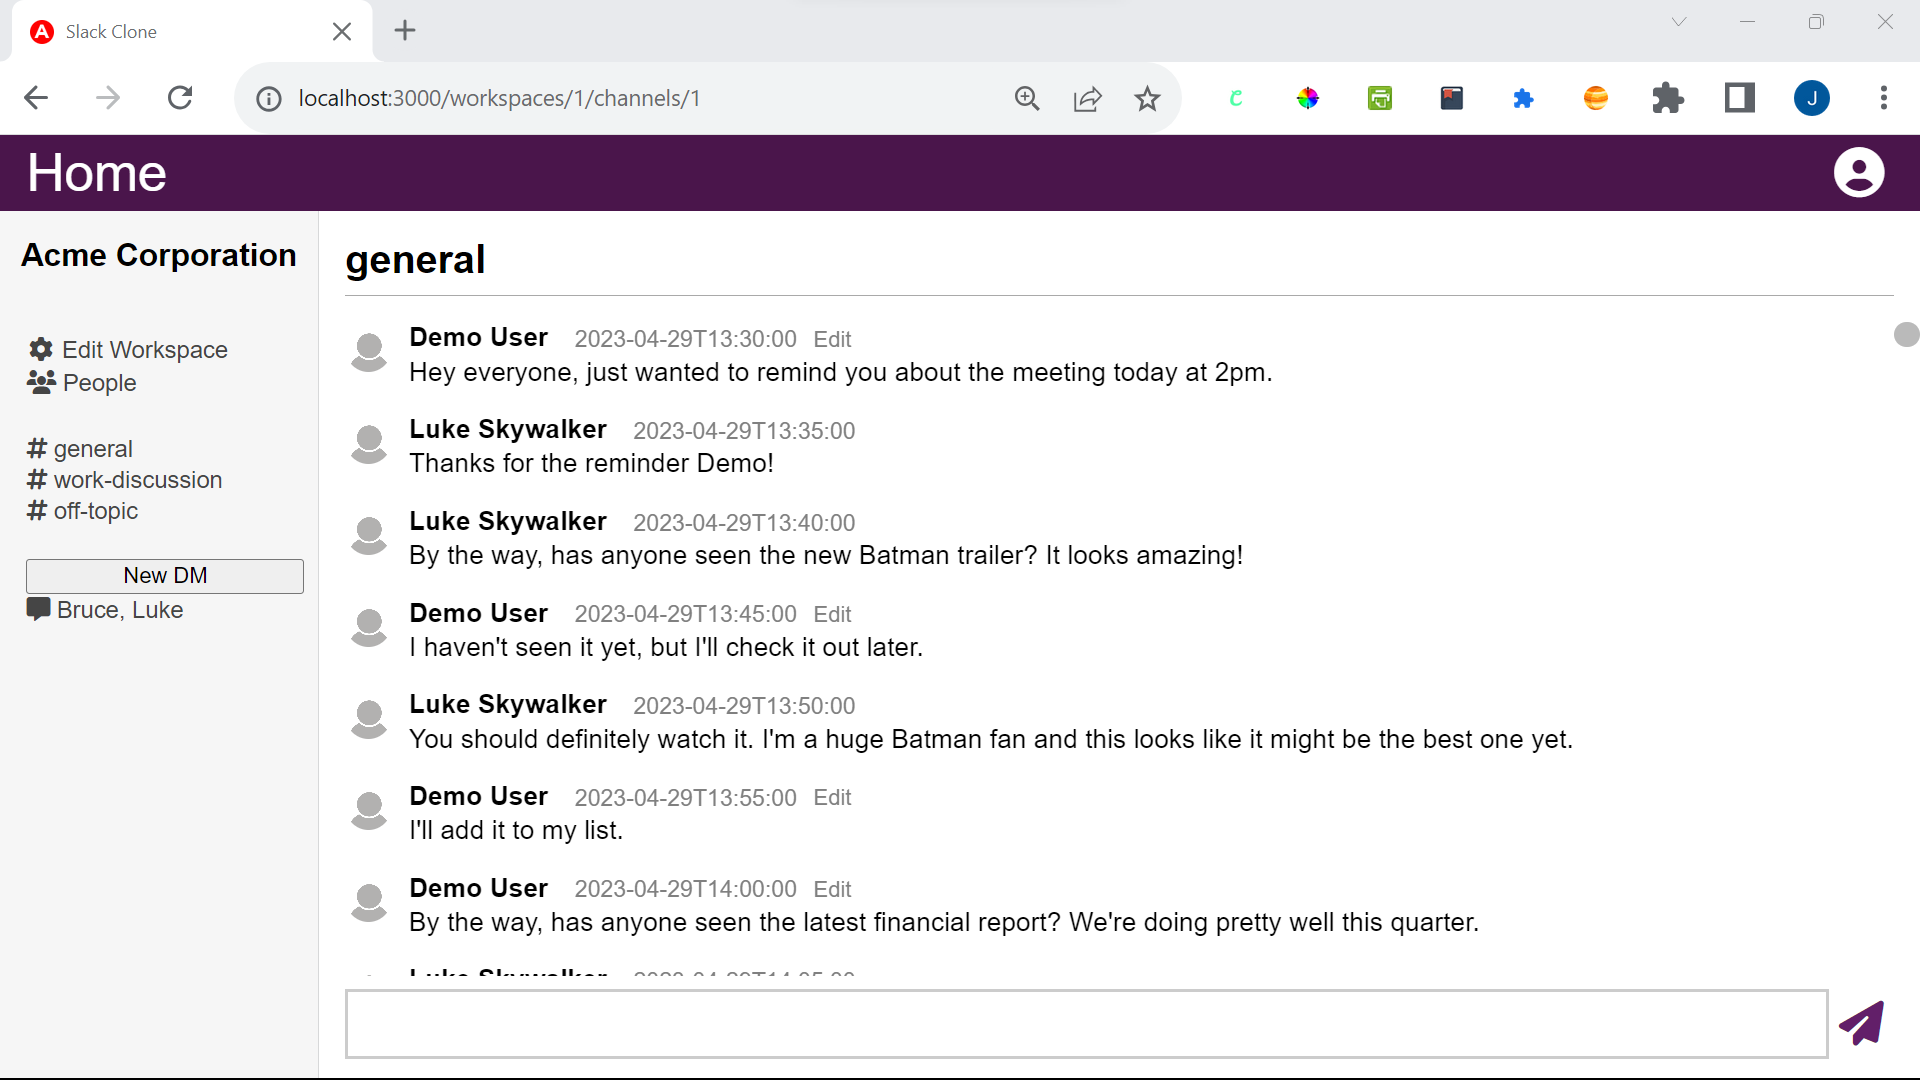 Slack Clone
localhost:3000/workspaces/1/channels/1
J
Home
Acme Corporation
Edit Workspace
People
# general
# work-discussion
# off-topic
New DM
Bruce, Luke
general
Demo User 2023-04-29T13:30:00 Edit
Hey everyone, just wanted to remind you about the meeting today at 2pm.
Luke Skywalker 2023-04-29T13:35:00
Thanks for the reminder Demo!
Luke Skywalker 2023-04-29T13:40:00
By the way, has anyone seen the new Batman trailer? It looks amazing!
Demo User 2023-04-29T13:45:00 Edit
I haven't seen it yet, but I'll check it out later.
Luke Skywalker 2023-04-29T13:50:00
You should definitely watch it. I'm a huge Batman fan and this looks like it might be the best one yet.
Demo User 2023-04-29T13:55:00 Edit
I'll add it to my list.
Demo User 2023-04-29T14:00:00 Edit
By the way, has anyone seen the latest financial report? We're doing pretty well this quarter.
Luke Skywalker 2023-04-29T14:05:00